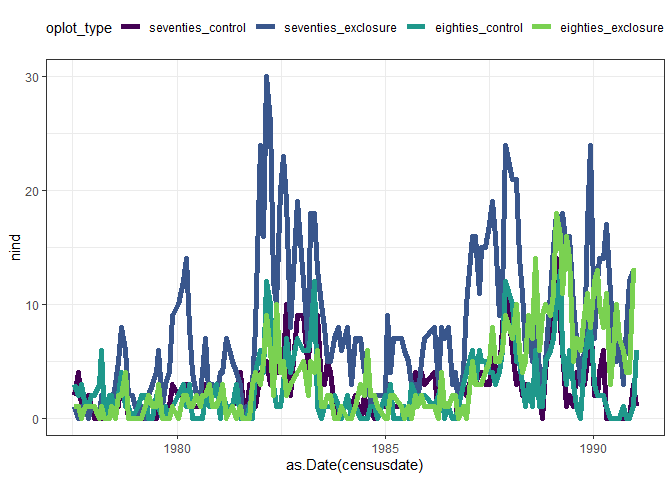 oplot_type seventies_control seventies_exclosure eighties_control eighties_exclosure
30
20
10
0
nind
1980 1985 1990
as.Date(censusdate)